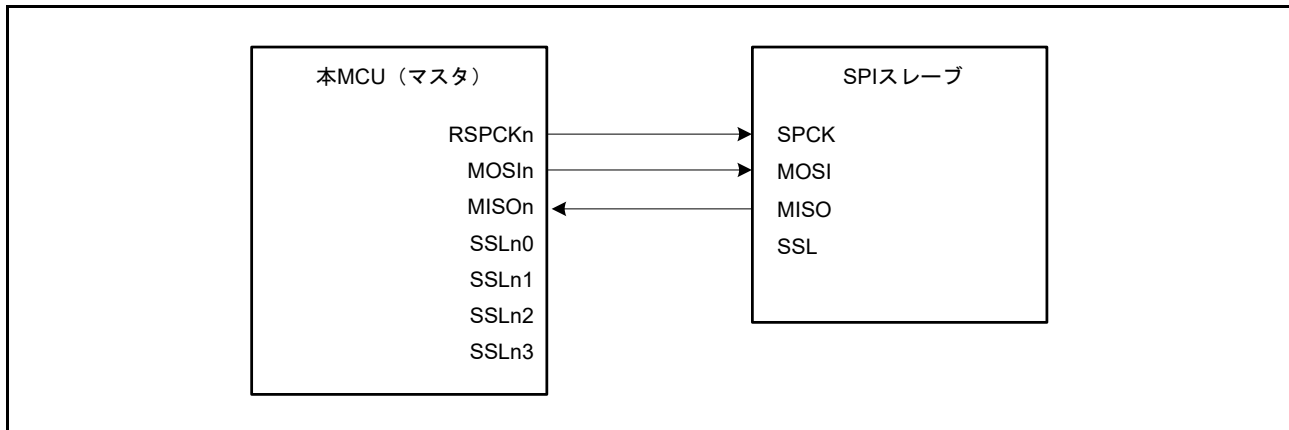 本MCU（マスタ）
RSPCKn
MOSIn
MISOn
SSLn0
SSLn1
SSLn2
SSLn3
SPIスレーブ
SPCK
MOSI
MISO
SSL